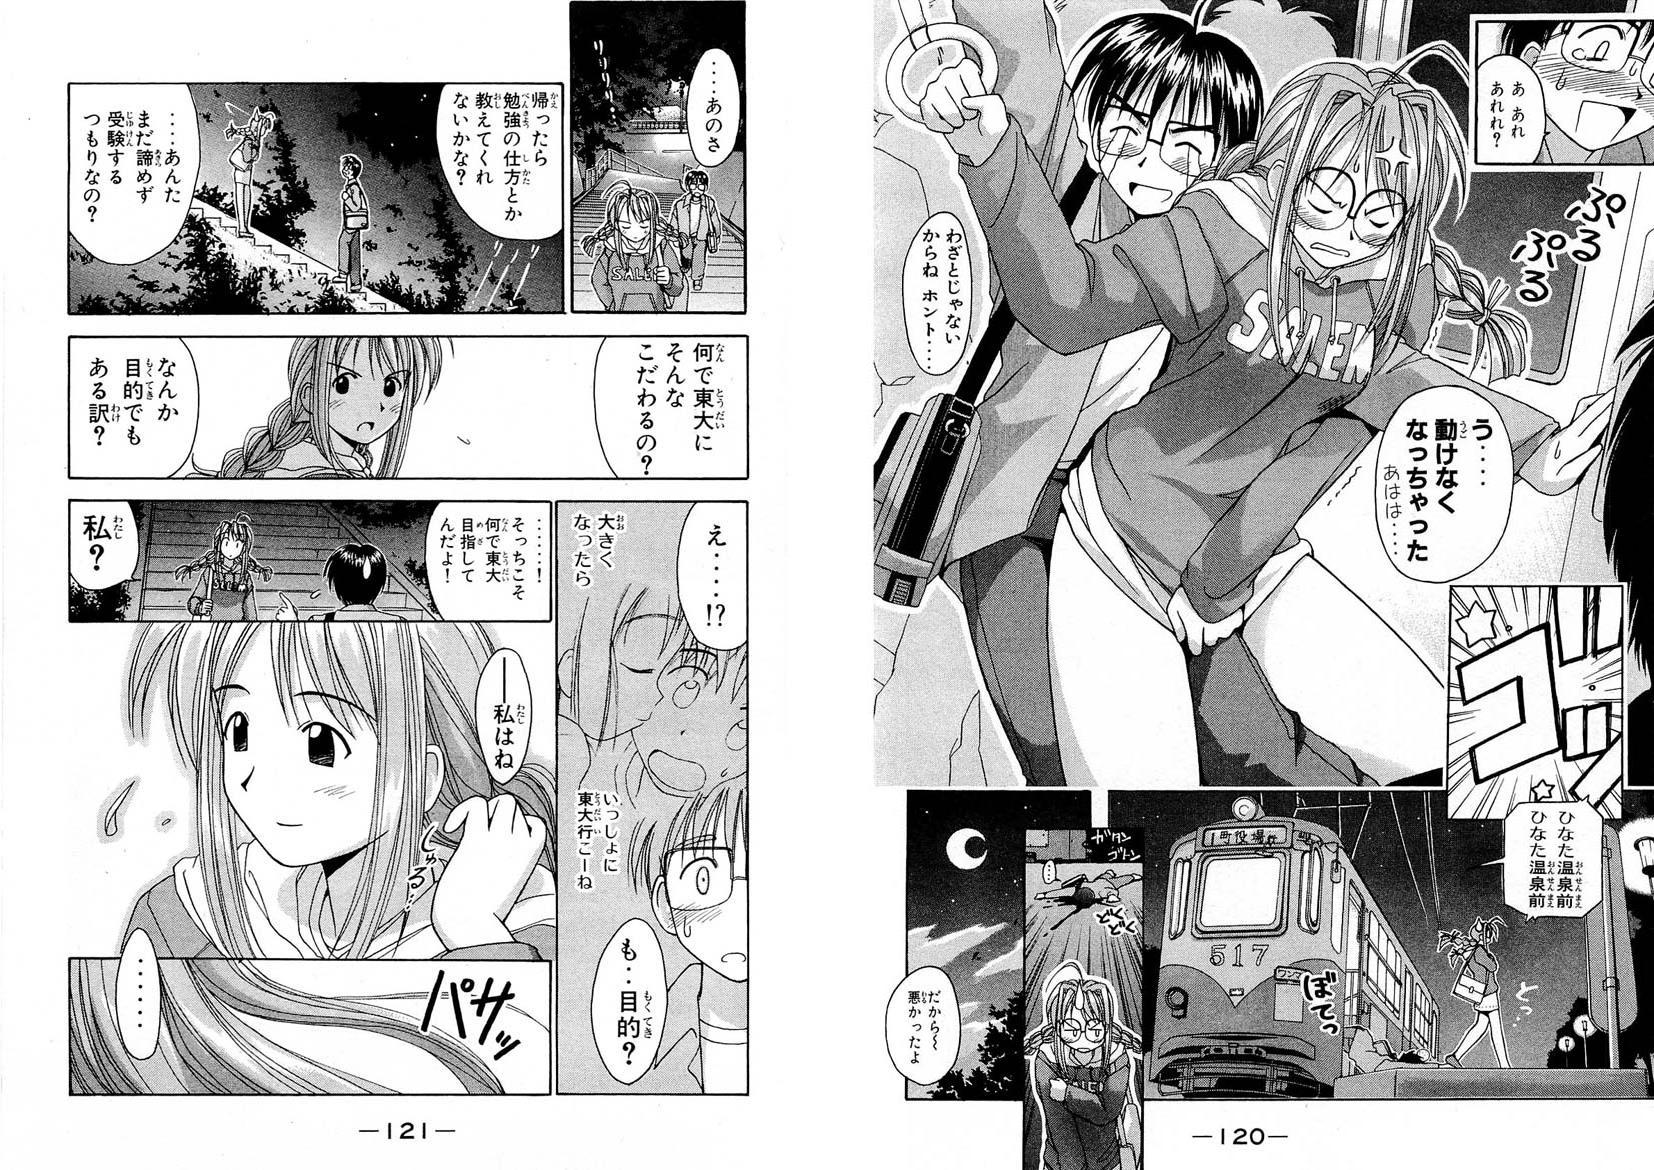 あ あれ
あれれ?
ぷる
ぷる
わざとじゃない
からね ホント‥‥
SALEM
う‥‥
動けなく
なっちゃった
あはは‥‥
ゴッ
ひなた温泉前
ひなた温泉前
町役場
517
ワンマ
ぼてっ
とっ
ガタン
ゴトーン
‥‥
どくどく
だから〜
悪かったよ
―120―
‥‥あのさ
リリリ‥‥
SALEM
帰ったら
勉強の仕方とか
教えてくれ
ないかな?
‥‥あんた
まだ諦めず
受験する
つもりなの?
何で東大に
そんな
こだわるの?
なんか
目的でも
ある訳?
え‥‥!?
大きく
なったら
いっしょに
東大行こーね
も‥目的?
‥‥‥!
そっちこそ
何で東大
目指して
んだよ!
私?
――私はね
しゅる‥
‥‥‥
パサッ
―121―